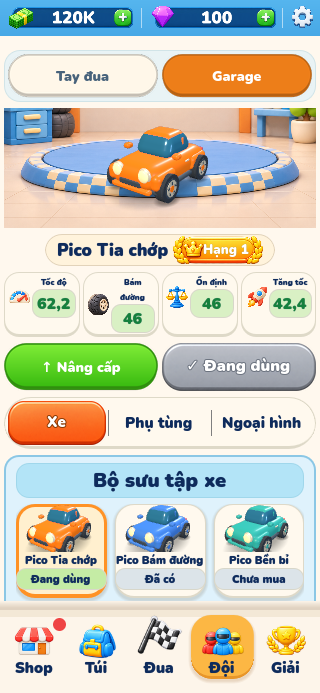 120K
100
Tay đua
Garage
Pico Tia chớp
Hạng 1
Tốc độ
62,2
Bám
đường
46
Ổn định
46
Tăng tốc
42,4
↑ Nâng cấp
✓ Đang dùng
Xe
Phụ tùng
Ngoại hình
Bộ sưu tập xe
Pico Tia chớp
Đang dùng
Pico Bám đường
Đã có
Pico Bền bỉ
Chưa mua
Shop
Túi
Đua
Đội
Giải